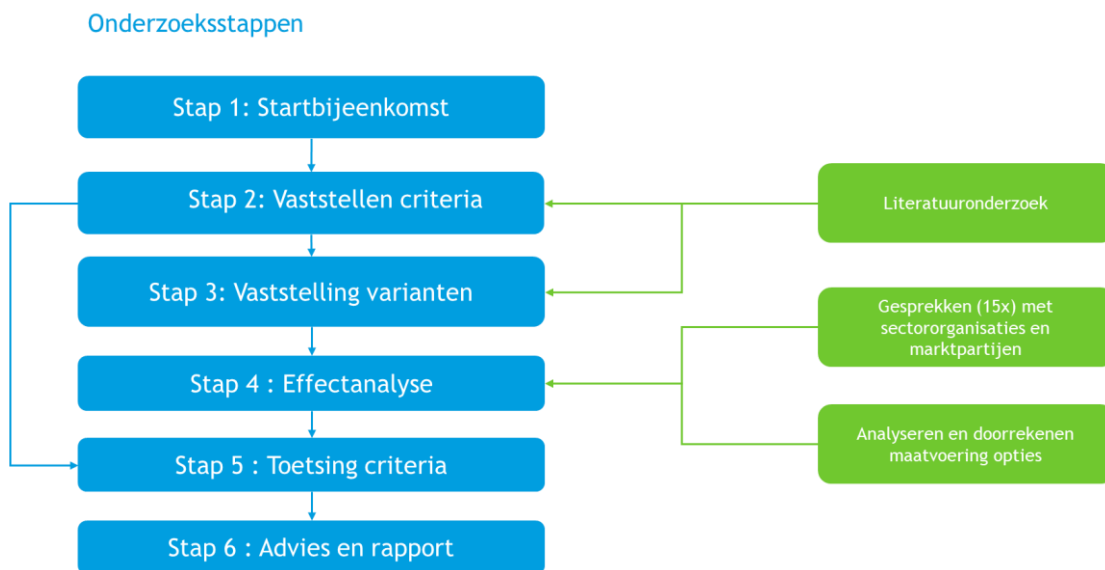 Onderzoeksstappen
Stap 1: Startbijeenkomst
Stap 2: Vaststellen criteria
Stap 3: Vaststelling varianten
Stap 4 : Effectanalyse
Stap 5 : Toetsing criteria
Stap 6 : Advies en rapport
Literatuuronderzoek
Gesprekken (15x) met
sectororganisaties en
marktpartijen
Analyseren en doorrekenen
maatvoering opties